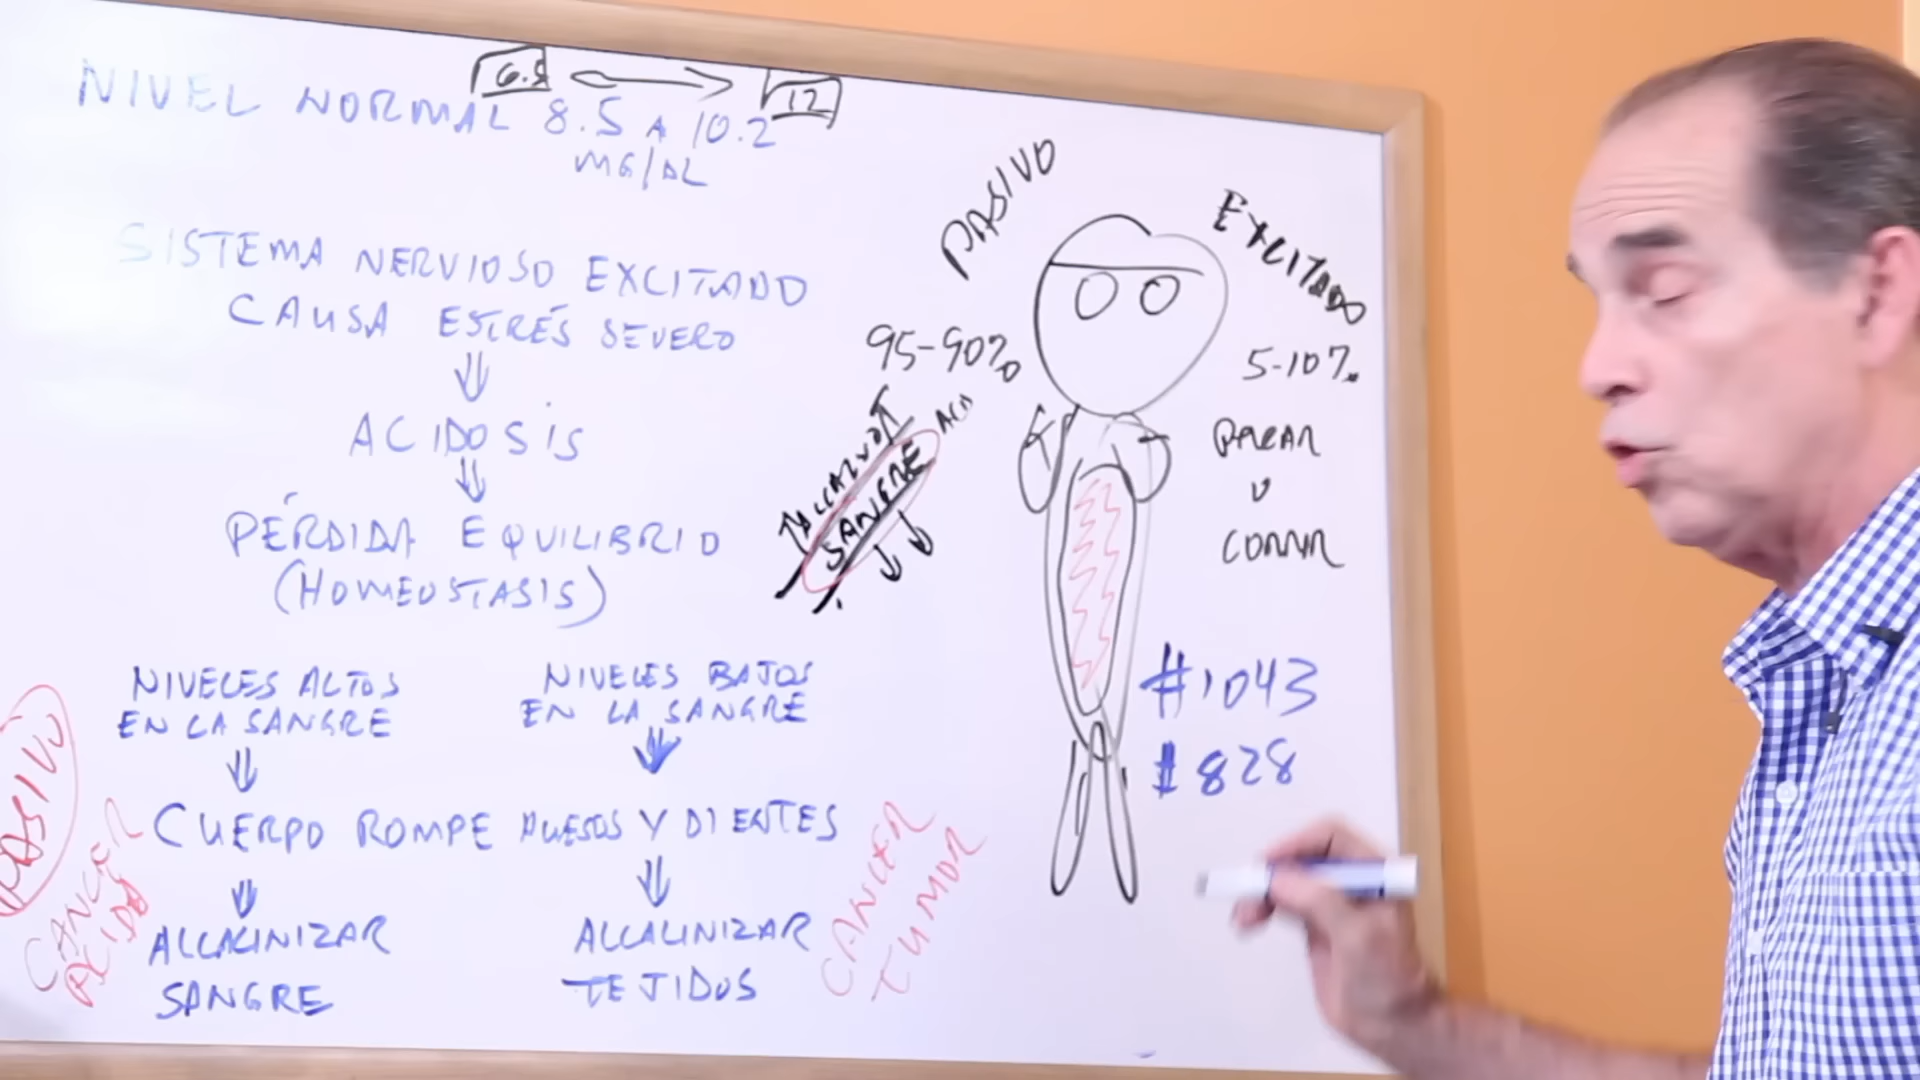 6.5 12
NIVEL NORMAL 8.5 A 10.2
MG/DL
SISTEMA NERVIOSO EXCITADO
CAUSA ESTRÉS SEVERO
ACIDOSIS
PÉRDIDA EQUILIBRIO
(HOMEOSTASIS)
NIVELES ALTOS
EN LA SANGRE
NIVELES BAJOS
EN LA SANGRE
CUERPO ROMPE HUESOS Y DIENTES
ALCALINIZAR
SANGRE
ALCALINIZAR
TEJIDOS
PASIVO
CANCER
ACIDO
CANCER
TUMOR
PASIVO
95-90%
SANGRE
EXCITADO
5-10%
#1043
#828